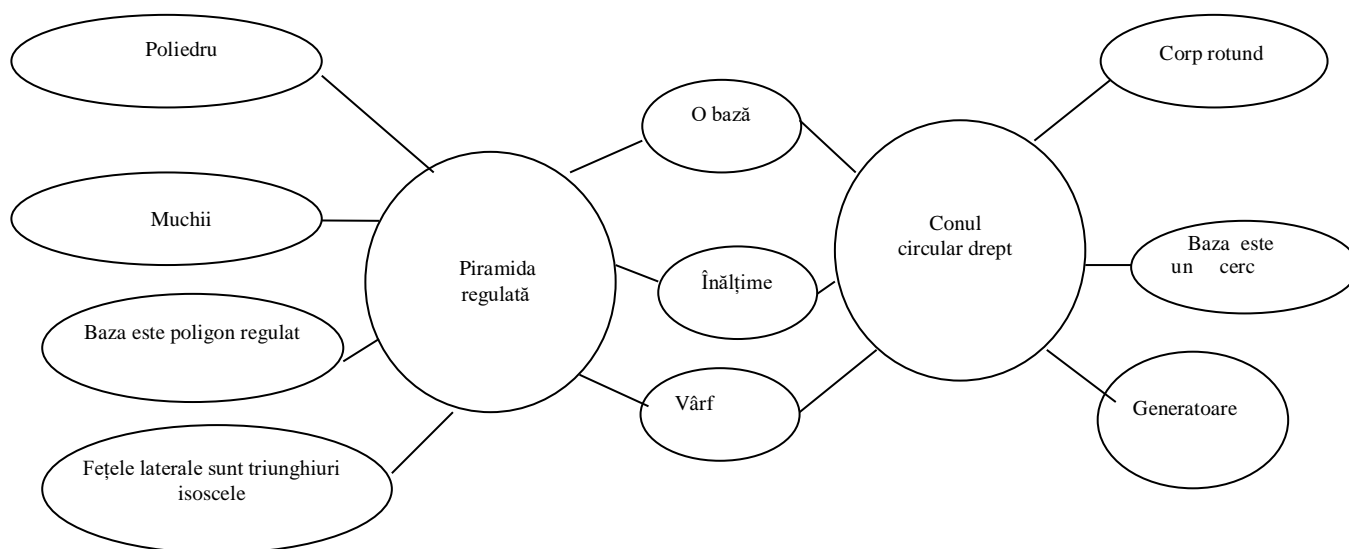 Poliedru
Muchii
Baza este poligon regulat
Fețele laterale sunt triunghiuri
isoscele
Piramida
regulată
O bază
Înălțime
Vârf
Conul
circular drept
Corp rotund
Baza este
un cerc
Generatoare